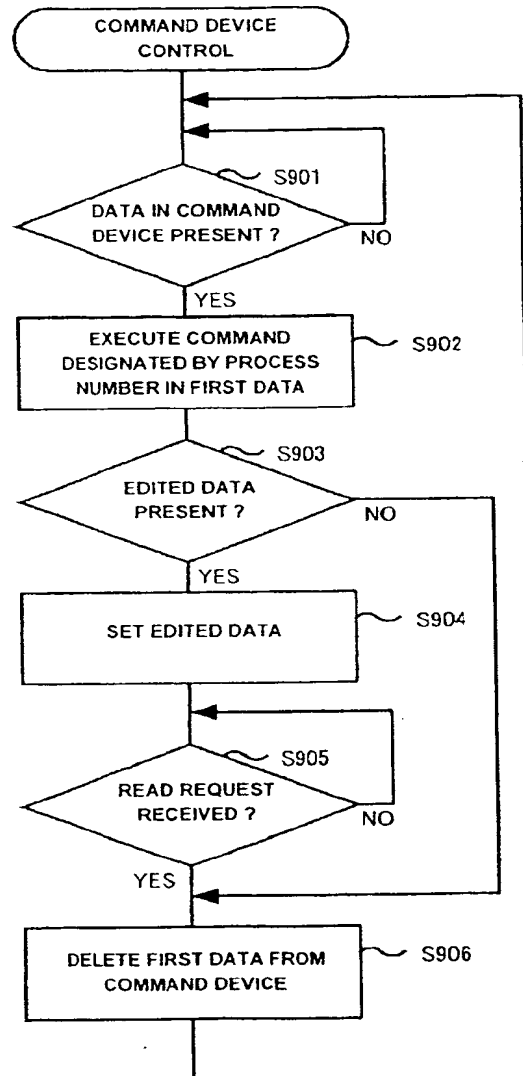 COMMAND DEVICE
CONTROL
S901
DATA IN COMMAND
DEVICE PRESENT ?
NO
YES
EXECUTE COMMAND
DESIGNATED BY PROCESS
NUMBER IN FIRST DATA
S902
S903
EDITED DATA
PRESENT ?
NO
YES
SET EDITED DATA
S904
S905
READ REQUEST
RECEIVED ?
NO
YES
DELETE FIRST DATA FROM
COMMAND DEVICE
S906